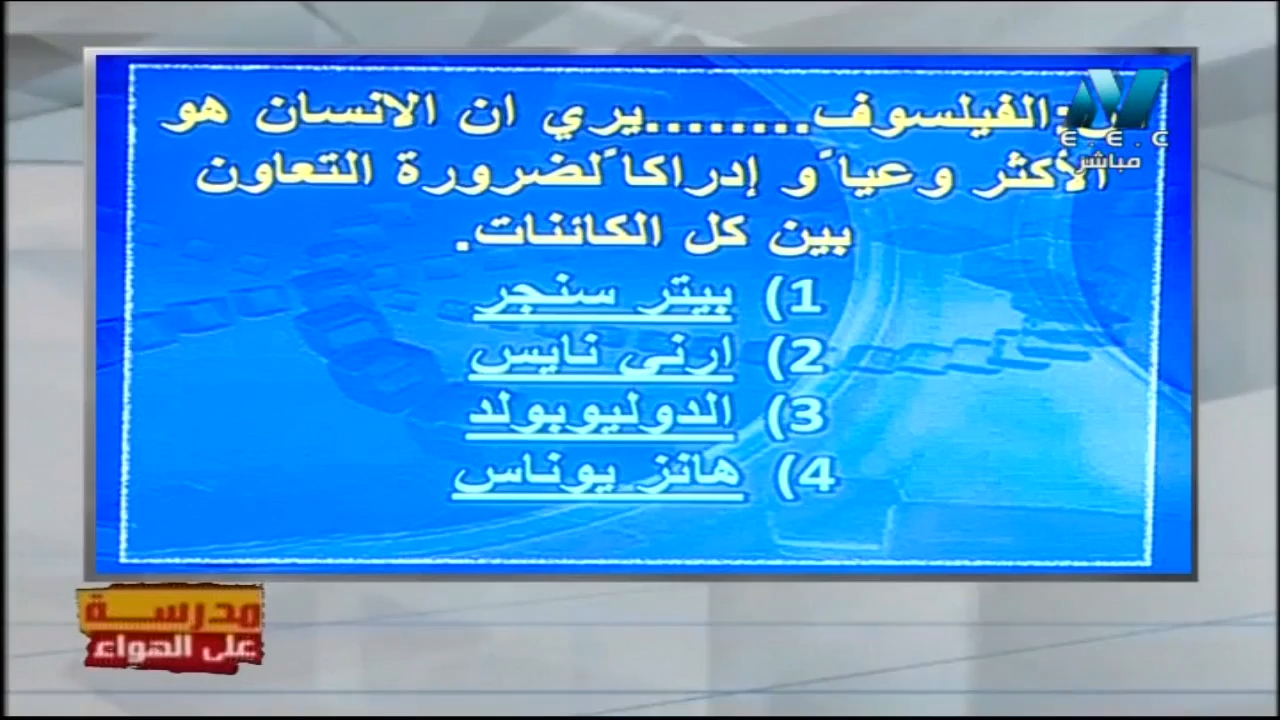 س:الفيلسوف.........يري ان الانسان هو
الأكثر وعياً و إدراكاً لضرورة التعاون
بين كل الكائنات.
1) بيتر سنجر
2) ارني نايس
3) الدوليوبولد
4) هانز يوناس
E.E.C
مباشر
مدرسة
على الهواء